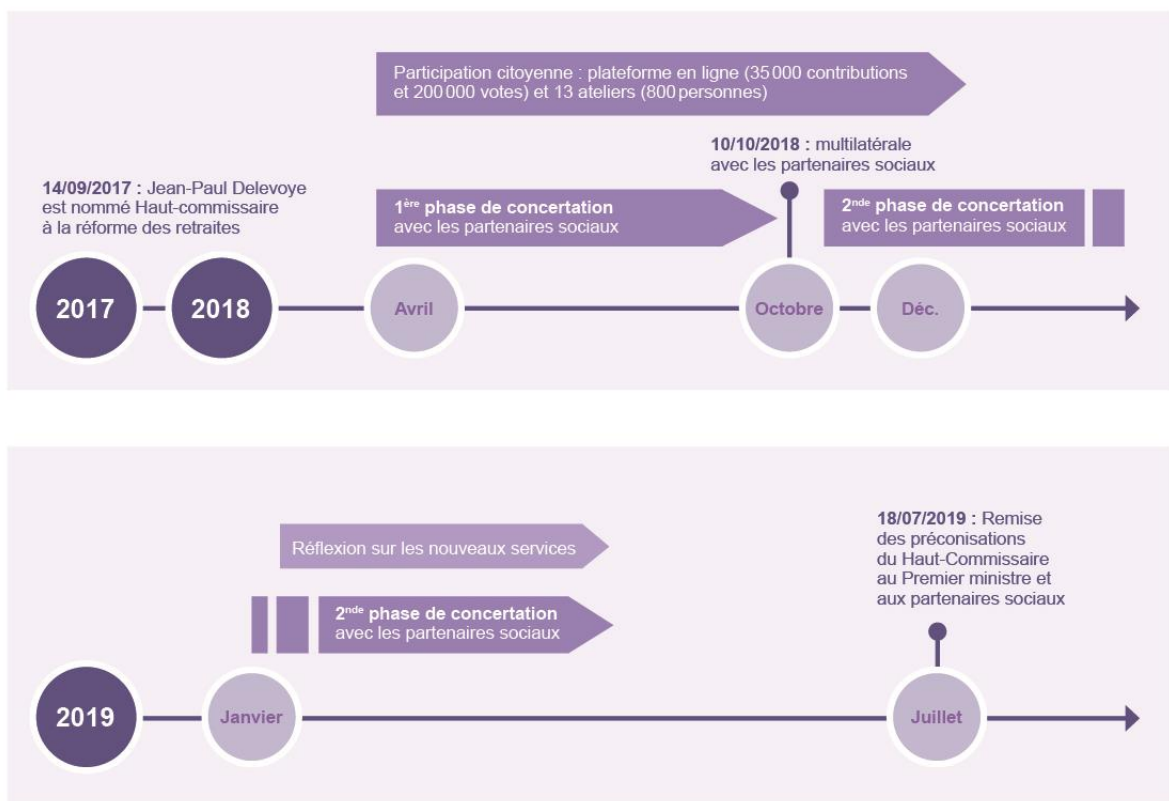 Participation citoyenne : plateforme en ligne (35 000 contributions
et 200 000 votes) et 13 ateliers (800 personnes)
10/10/2018 : multilatérale
avec les partenaires sociaux
14/09/2017 : Jean-Paul Delevoye
est nommé Haut-commissaire
à la réforme des retraites
1ère phase de concertation
avec les partenaires sociaux
2nde phase de concertation
avec les partenaires sociaux
2017
2018
Avril
Octobre
Déc.
18/07/2019 : Remise
des préconisations
du Haut-Commissaire
au Premier ministre et
aux partenaires sociaux
Réflexion sur les nouveaux services
2nde phase de concertation
avec les partenaires sociaux
2019
Janvier
Juillet